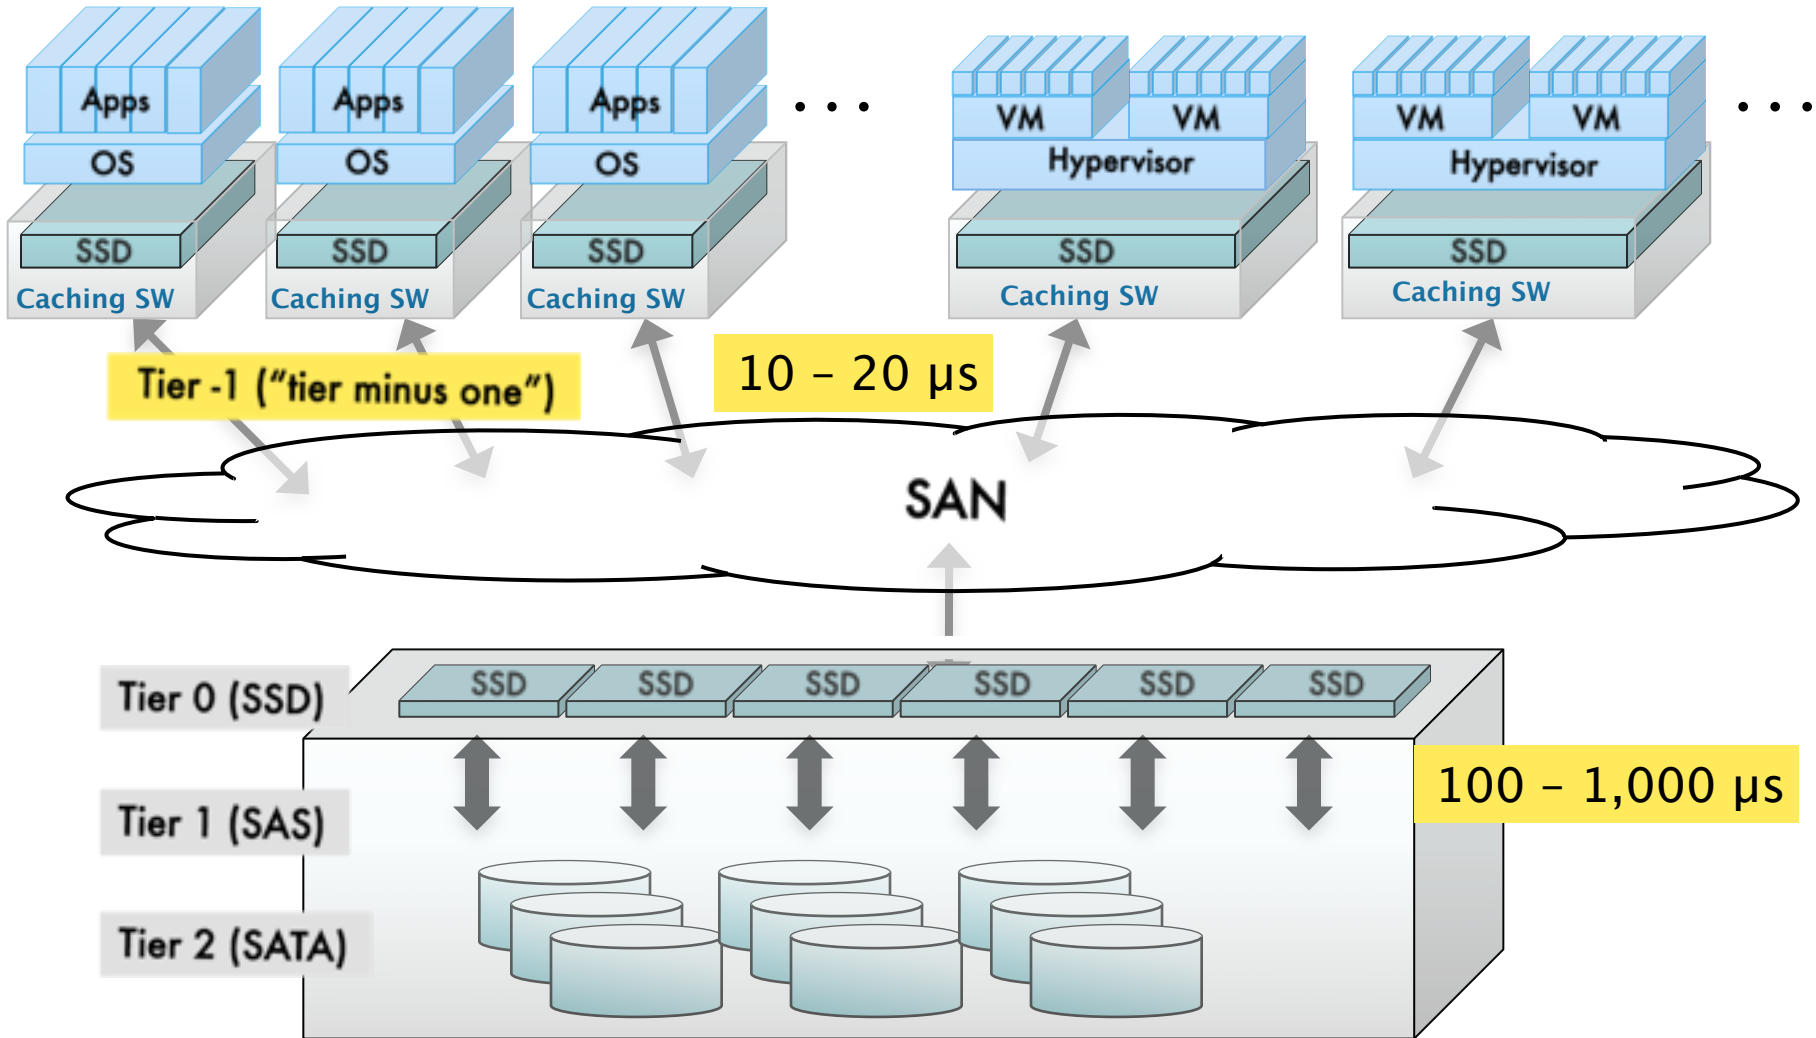 Apps
Apps
Apps
. . .
VM
VM
VM
VM
. . .
OS
OS
OS
Hypervisor
Hypervisor
SSD
SSD
SSD
SSD
SSD
Caching SW
Caching SW
Caching SW
Caching SW
Caching SW
Tier -1 (“tier minus one”)
10 – 20 µs
SAN
Tier 0 (SSD)
SSD
SSD
SSD
SSD
SSD
SSD
100 – 1,000 µs
Tier 1 (SAS)
Tier 2 (SATA)